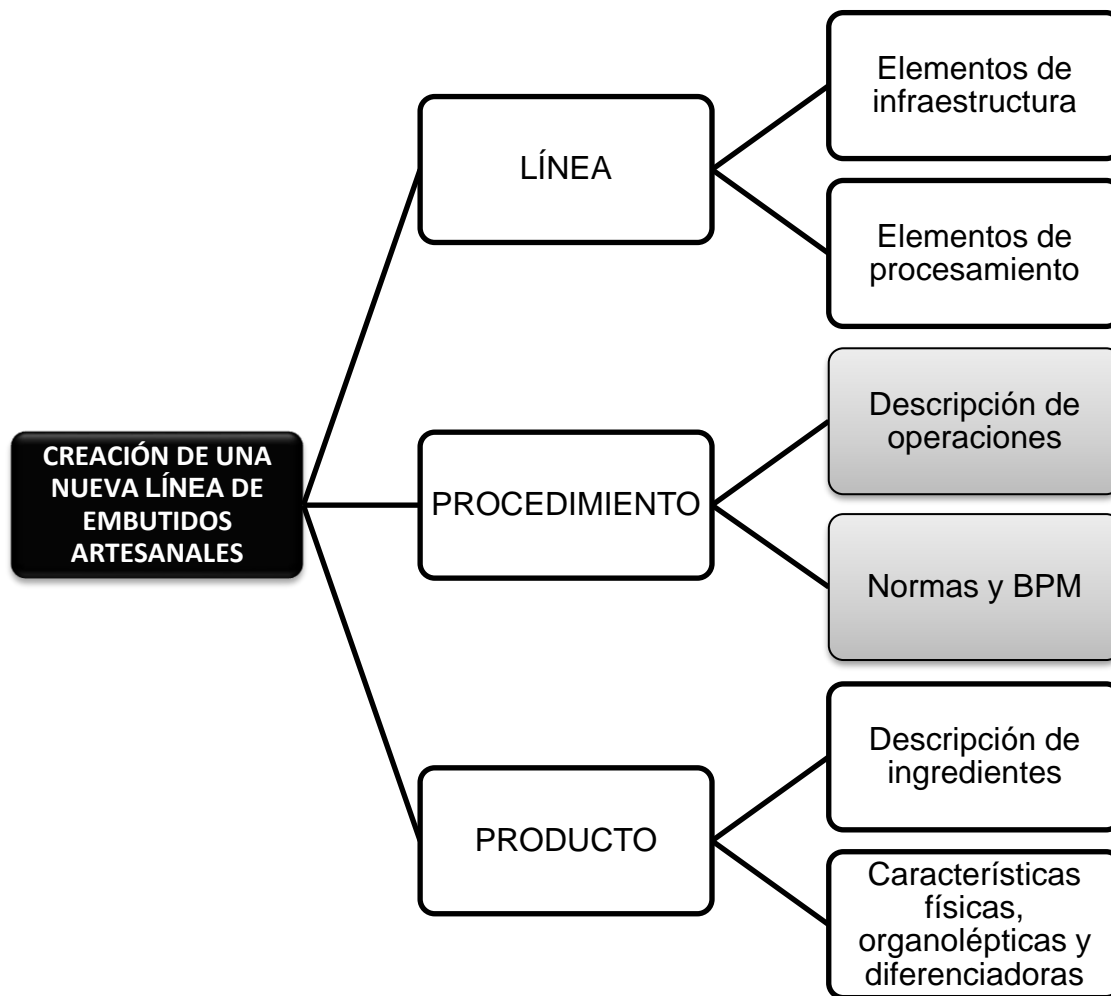 Elementos de
infraestructura
LÍNEA
Elementos de
procesamiento
Descripción de
operaciones
CREACIÓN DE UNA
NUEVA LÍNEA DE
EMBUTIDOS
ARTESANALES
PROCEDIMIENTO
Normas y BPM
Descripción de
ingredientes
PRODUCTO
Cararterísticas
físicas,
organolépticas y
diferenciadoras